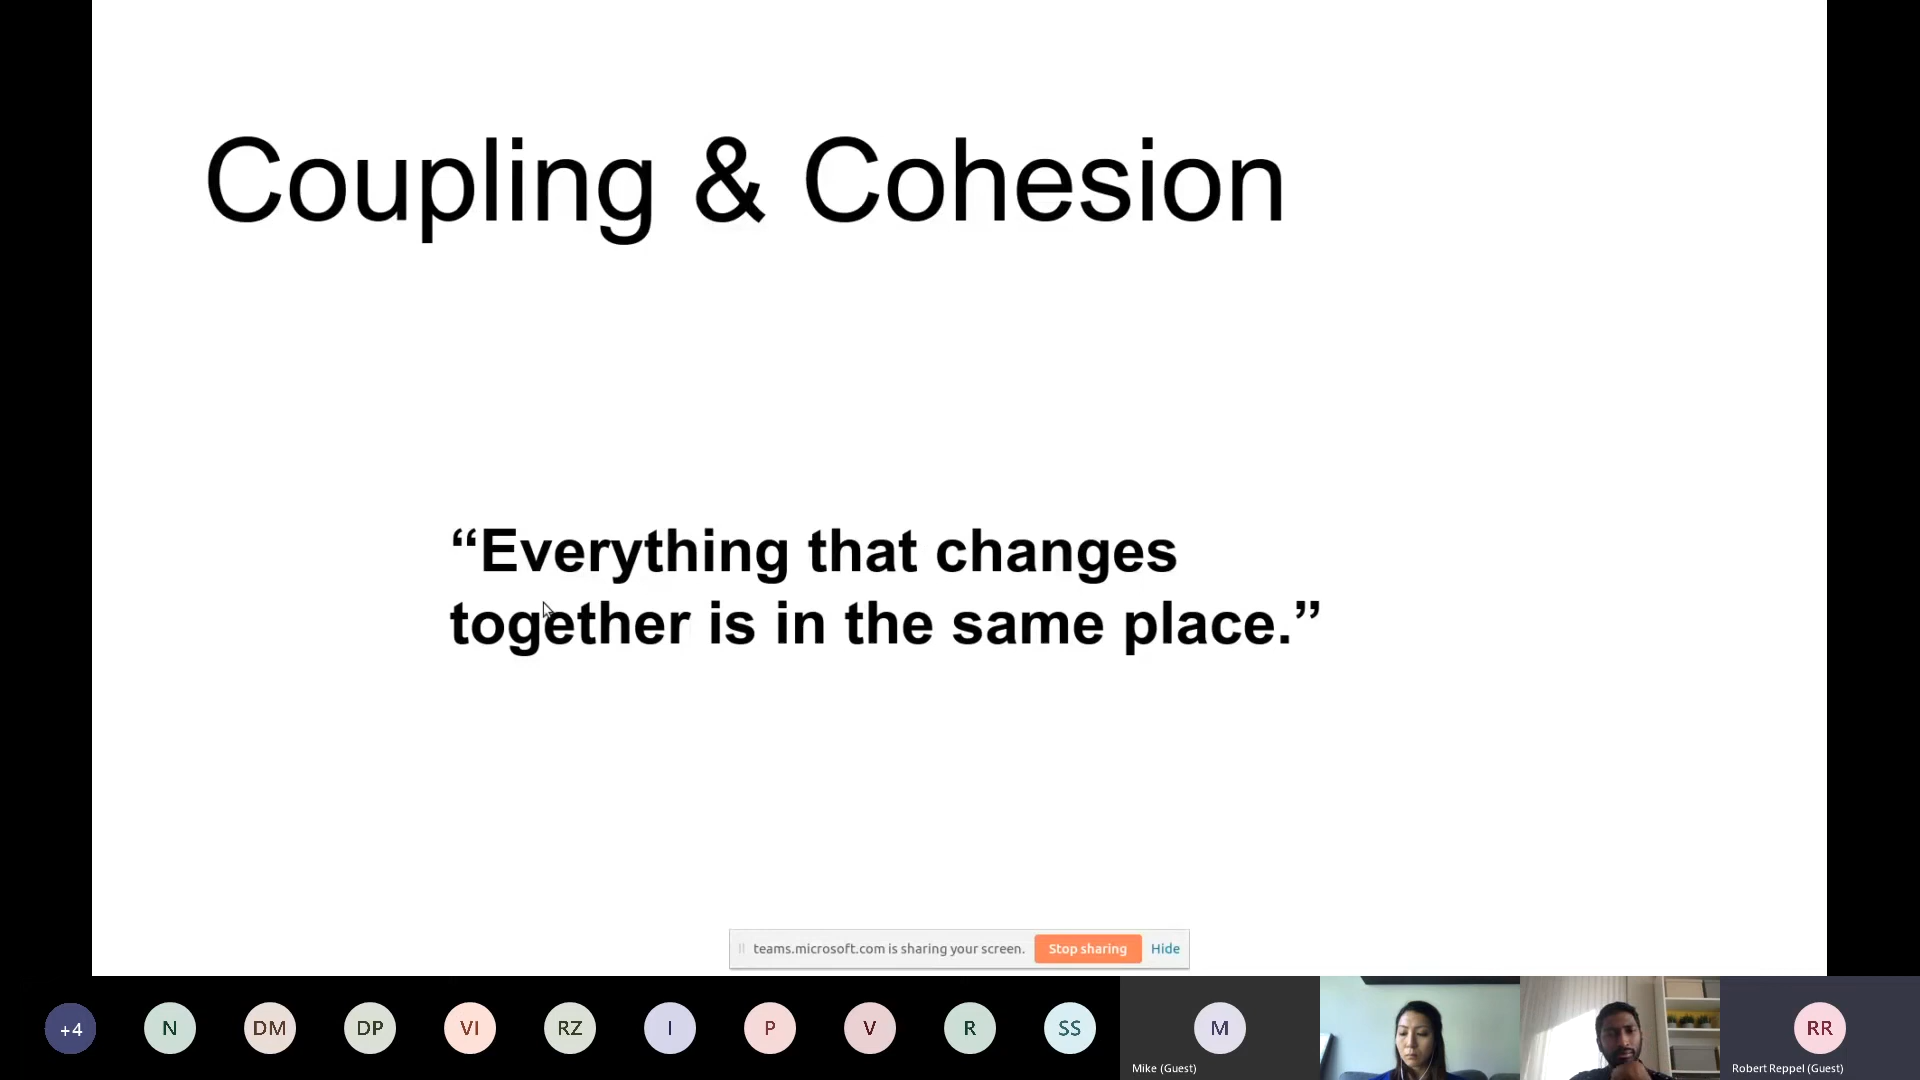 Coupling & Cohesion
“Everything that changes
together is in the same place.”
teams.microsoft.com is sharing your screen. Stop sharing Hide
+4 N DM DP VI RZ I P V R SS M RR
Mike (Guest) Robert Reppel (Guest)